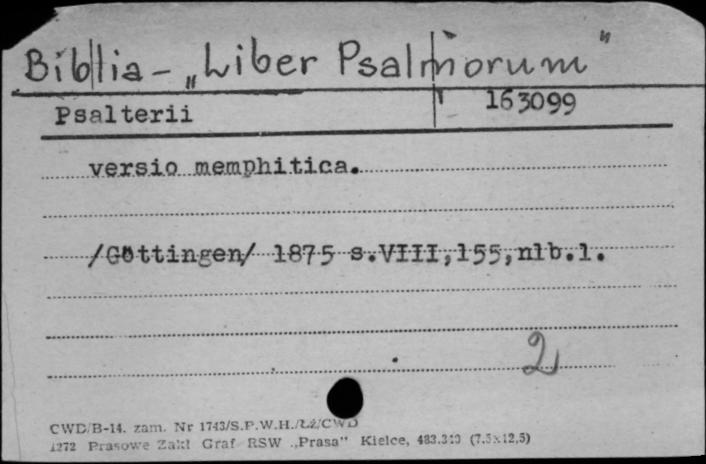 Biblia - „Liber Psalmorum"
Psalterii 163099
versio memphitica.
/Göttingen/ 1875 s.VIII,155,nlb.l.
2
CWD/B-14. zam. Nr 1743/S.P.W.H./Łż/CWD
1272 Prasowe Zakł Graf RSW „Prasa" Kielce, 483.300 (7.5x12,5)